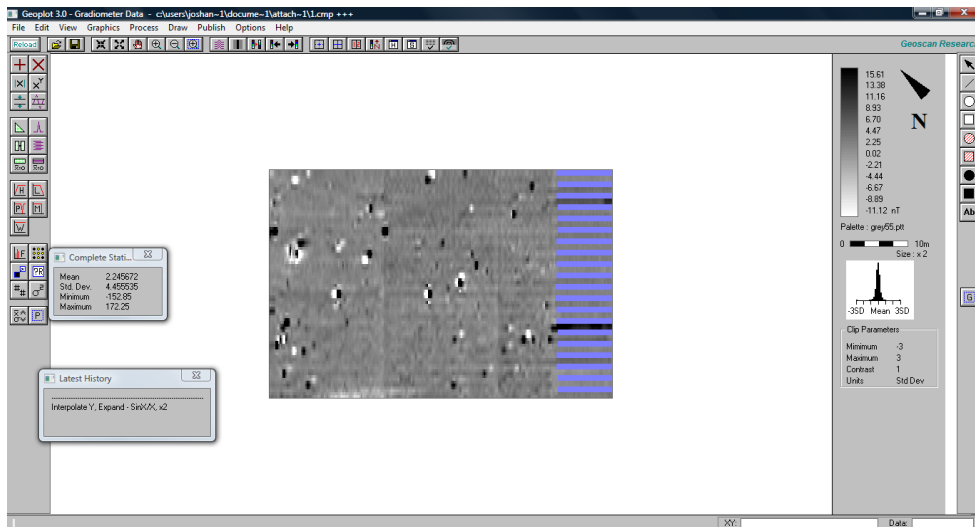 Geoplot 3.0 - Gradiometer Data - c:\users\joshan~1\docume~1\attach~1\1.cmp +++
File Edit View Graphics Process Draw Publish Options Help
Reload
Geoscan Research
15.61
13.38
11.16
8.93
6.70
4.47
2.25
0.02
-2.21
-4.44
-6.67
-8.89
-11.12 nT
N
Palette : grey55.ptt
0 10m
Size : x 2
-3SD Mean 3SD
Clip Parameters
Minimum -3
Maximum 3
Contrast 1
Units Std Dev
Complete Stati...
Mean 2.245672
Std. Dev. 4.455535
Minimum -152.85
Maximum 172.25
Latest History
Interpolate Y, Expand - SinX/X, x2
XY:
Data: